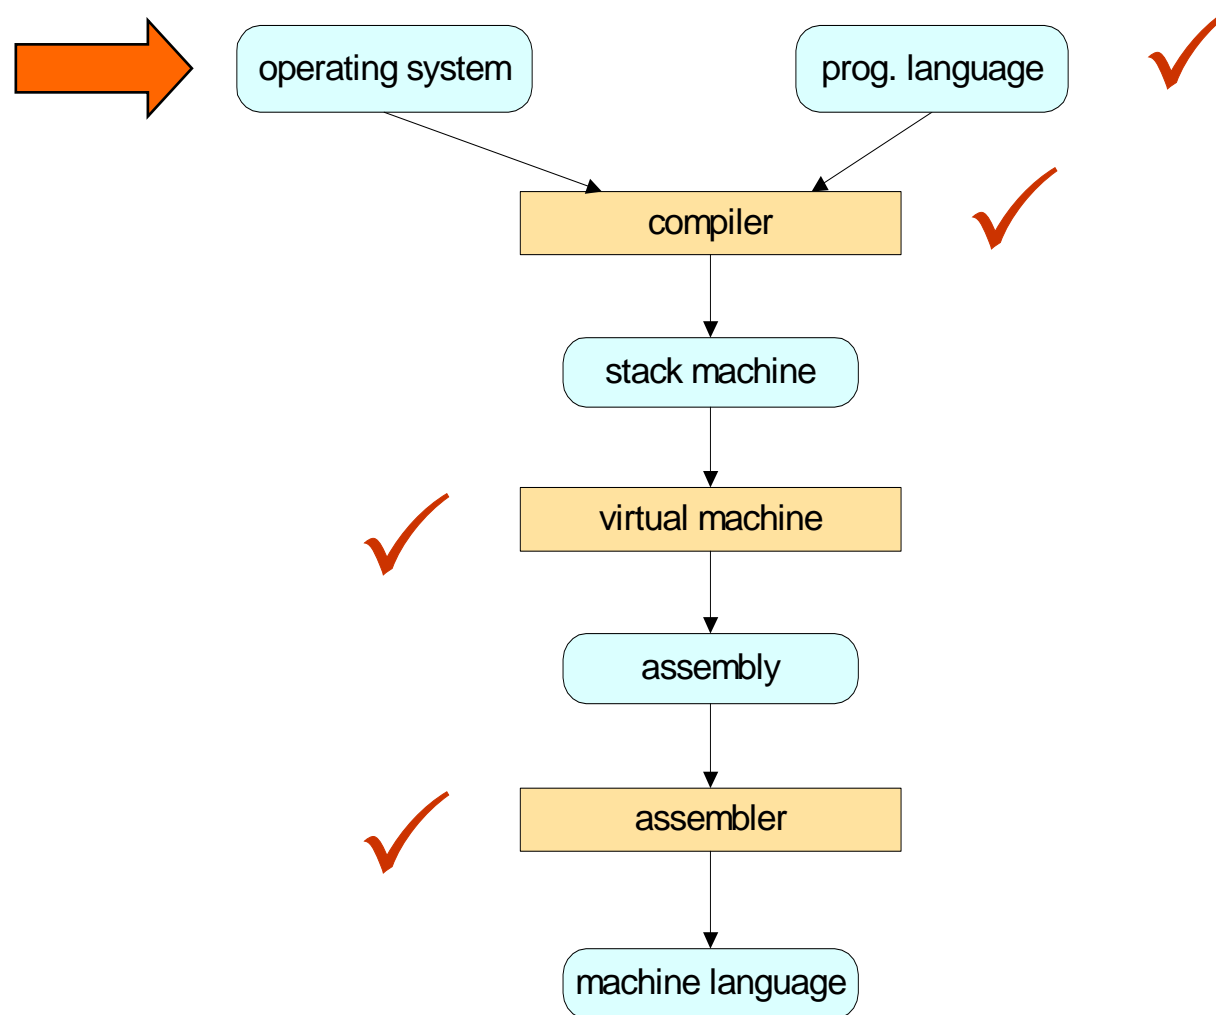 operating system
prog. language
compiler
stack machine
virtual machine
assembly
assembler
machine language